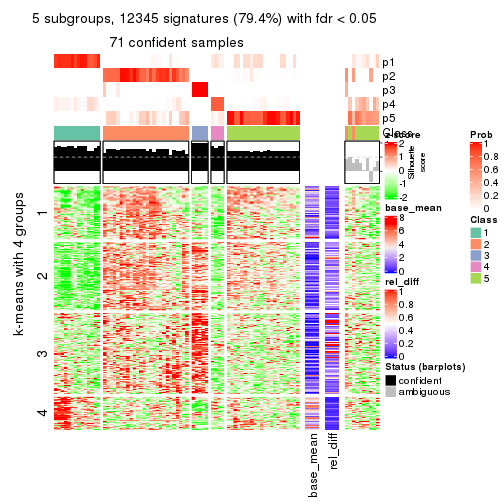 5 subgroups, 12345 signatures (79.4%) with fdr < 0.05
71 confident samples
p1
p2
p3
p4
p5
Class
k-means with 4 groups
1
2
3
4
base_mean
rel_diff
z-score
2
1
0
-1
-2
Silhouette
score
base_mean
8
6
4
2
0
rel_diff
1
0.8
0.6
0.4
0.2
0
Status (barplots)
confident
ambiguous
Prob
1
0.8
0.6
0.4
0.2
0
Class
1
2
3
4
5